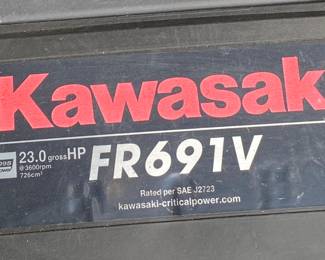 Kawasak
23.0 gross HP
@ 3600rpm
726cm³
FR691V
Rated per SAE J2723
kawasaki-criticalpower.com